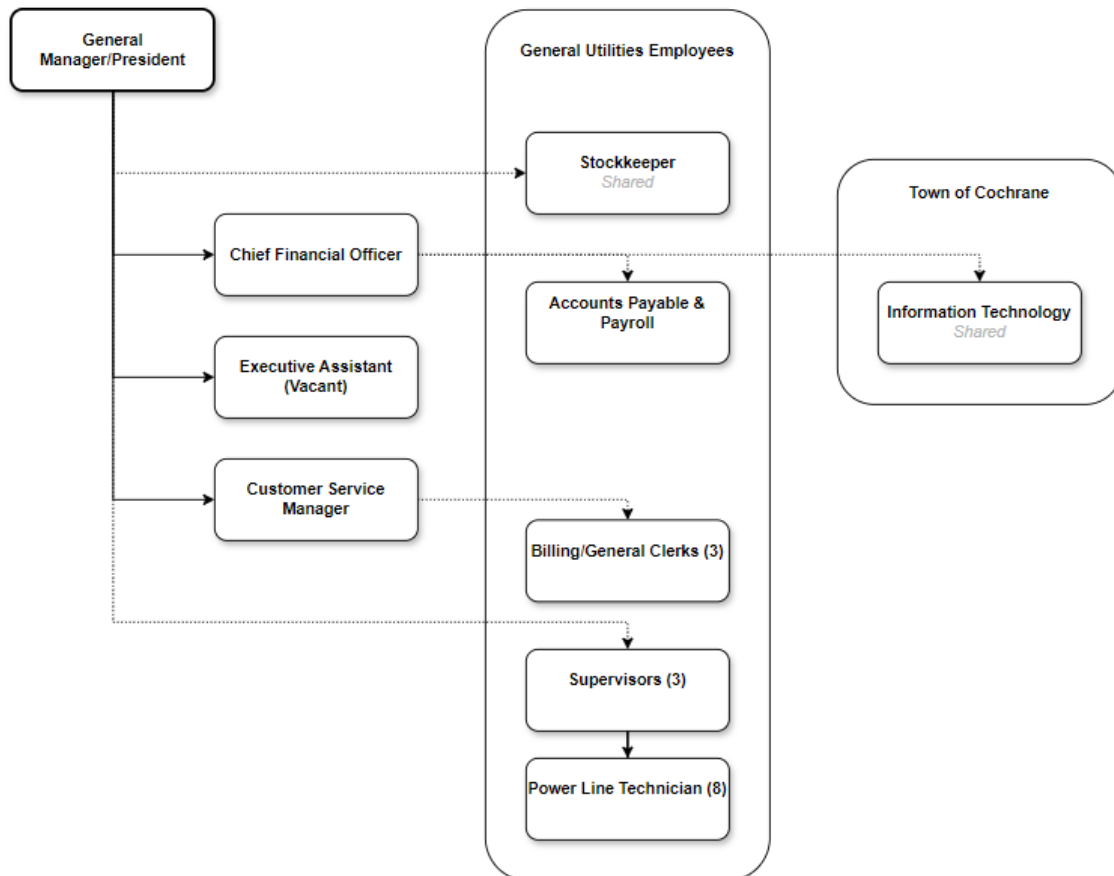 General
Manager/President
General Utilities Employees
Stockkeeper
Shared
Town of Cochrane
Chief Financial Officer
Accounts Payable &
Payroll
Information Technology
Shared
Executive Assistant
(Vacant)
Customer Service
Manager
Billing/General Clerks (3)
Supervisors (3)
Power Line Technician (8)